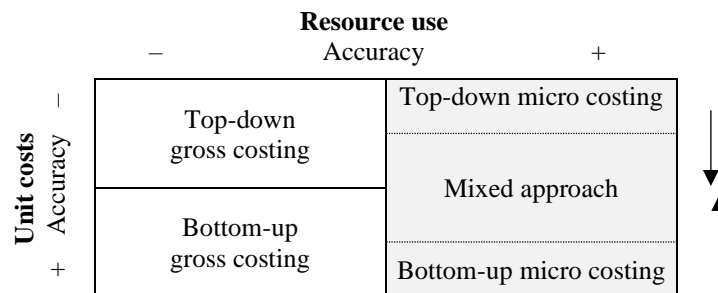 Resource use
– Accuracy +
Unit costs
– Accuracy +
Top-down
gross costing
Bottom-up
gross costing
Top-down micro costing
Mixed approach
Bottom-up micro costing